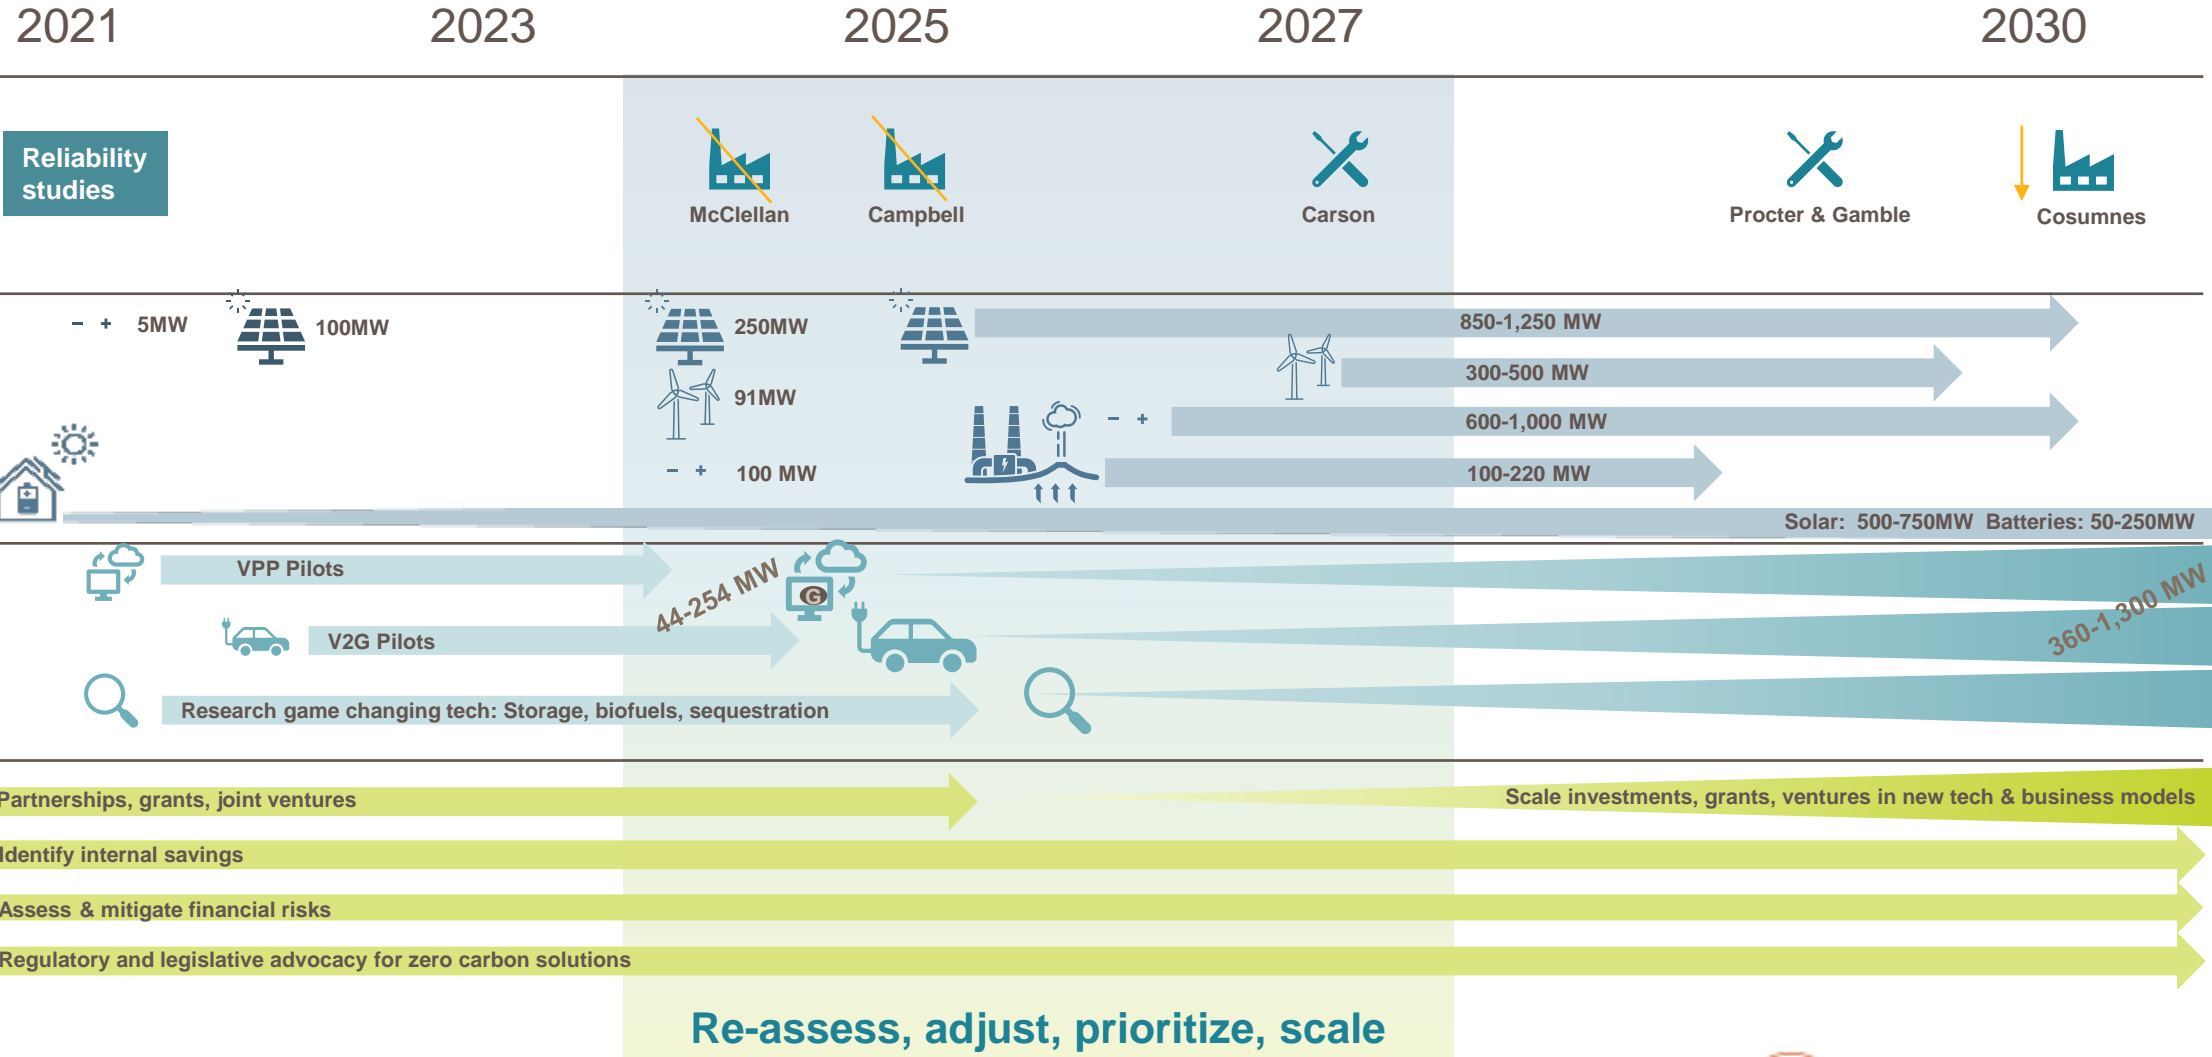 2021 2023 2025 2027 2030
Reliability
studies
McClellan Campbell Carson Procter & Gamble Cosumnes
- + 5MW 100MW 250MW 850-1,250 MW
300-500 MW
91MW
- + 600-1,000 MW
- + 100 MW 100-220 MW
Solar: 500-750MW Batteries: 50-250MW
VPP Pilots
44-254 MW
G
360-1,300 MW
V2G Pilots
Research game changing tech: Storage, biofuels, sequestration
Partnerships, grants, joint ventures
Scale investments, grants, ventures in new tech & business models
Identify internal savings
Assess & mitigate financial risks
Regulatory and legislative advocacy for zero carbon solutions
Re-assess, adjust, prioritize, scale